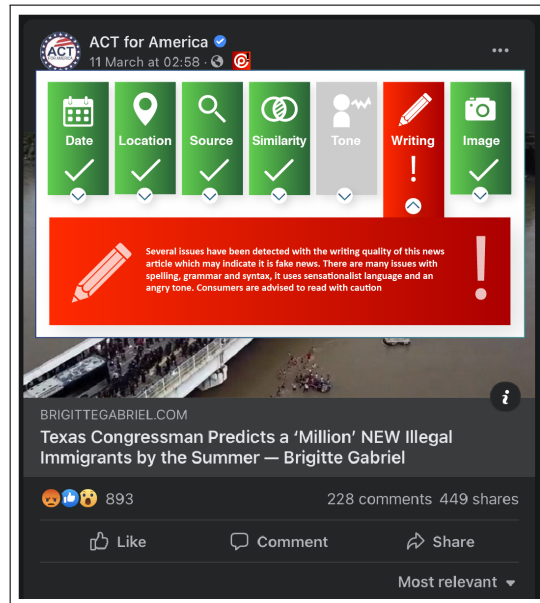 ACT for America
11 March at 02:58 ·
ACT
FOR AMERICA
Date
Location
Source
Similarity
Tone
Writing
Image
Several issues have been detected with the writing quality of this news
article which may indicate it is fake news. There are many issues with
spelling, grammar and syntax, it uses sensationalist language and an
angry tone. Consumers are advised to read with caution
BRIGITTEGABRIEL.COM
Texas Congressman Predicts a ‘Million’ NEW Illegal
Immigrants by the Summer — Brigitte Gabriel
893
228 comments 449 shares
Like
Comment
Share
Most relevant